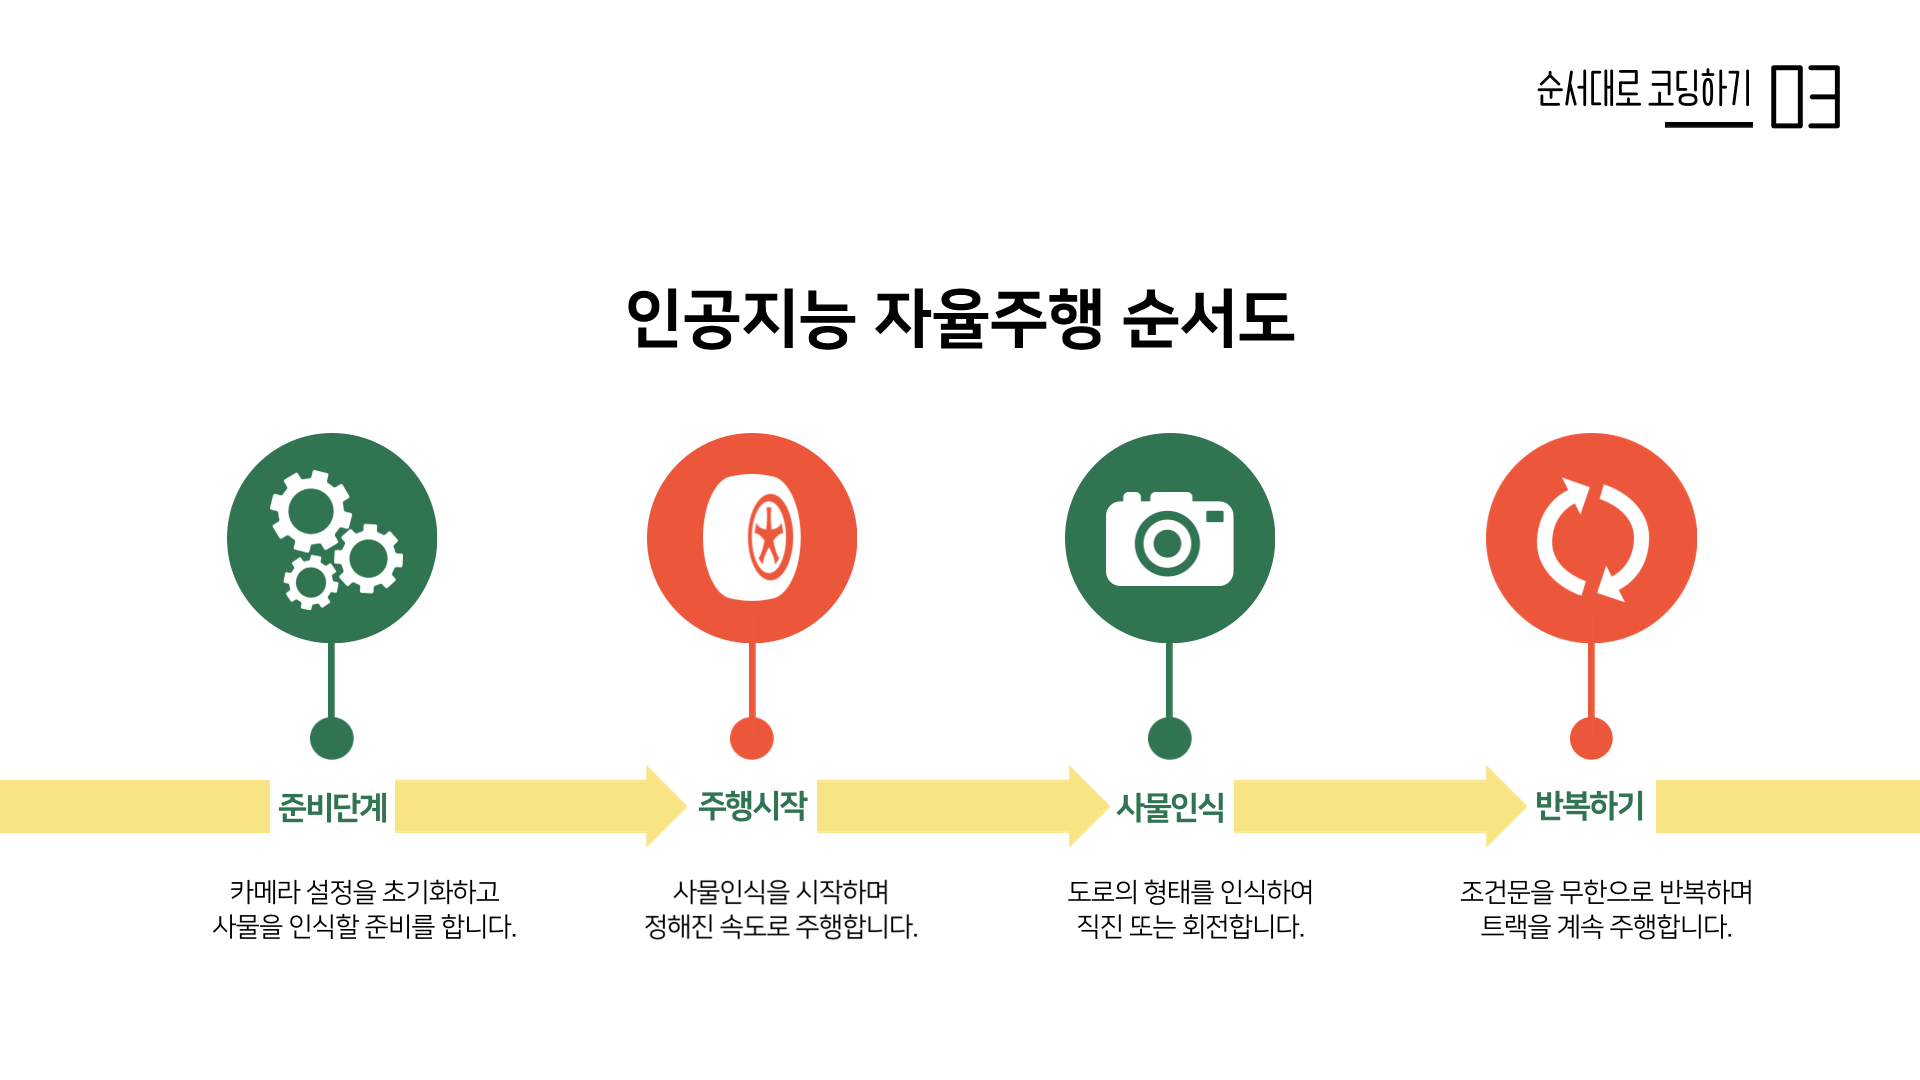 순서대로 코딩하기 03
인공지능 자율주행 순서도
준비단계
카메라 설정을 초기화하고
사물을 인식할 준비를 합니다.
주행시작
사물인식을 시작하며
정해진 속도로 주행합니다.
사물인식
도로의 형태를 인식하여
직진 또는 회전합니다.
반복하기
조건문을 무한으로 반복하며
트랙을 계속 주행합니다.